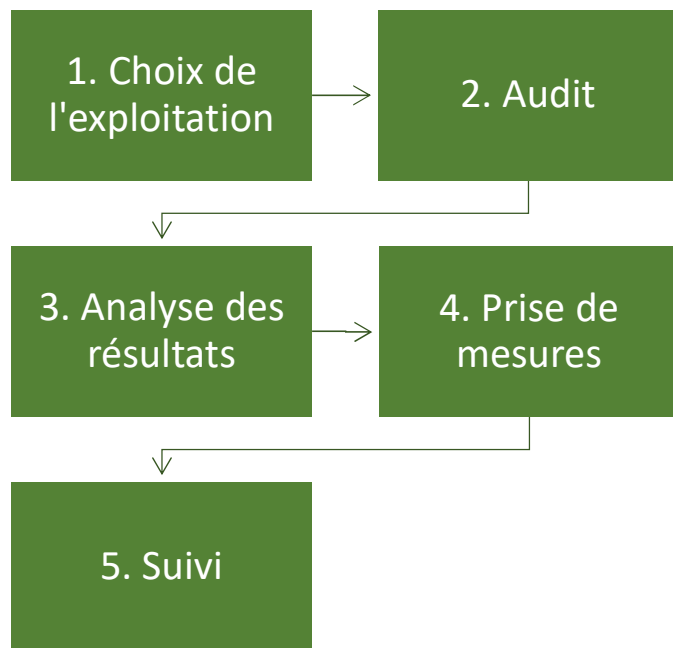 1. Choix de
l'exploitation
2. Audit
3. Analyse des
résultats
4. Prise de
mesures
5. Suivi